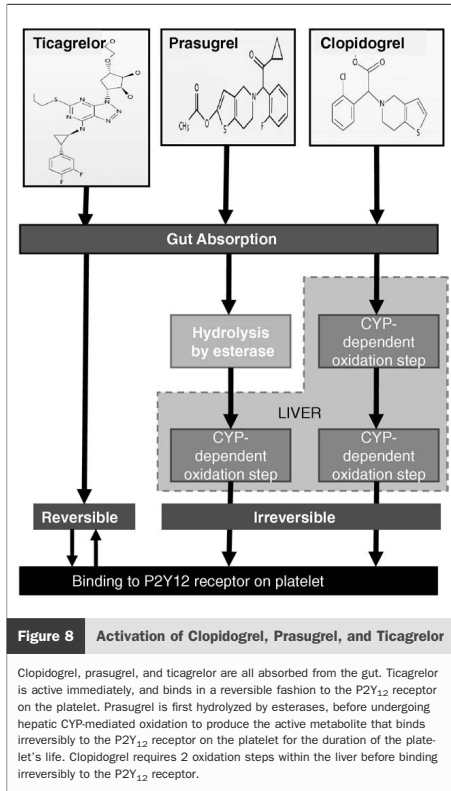 Ticagrelor
Prasugrel
Clopidogrel
O
O
O
O
S
N
N
N
N
N
N
F
F
O
N
O
O
CH₃
S
F
O
O
Cl
N
S
Gut Absorption
Hydrolysis
by esterase
CYP-
dependent
oxidation step
LIVER
CYP-
dependent
oxidation step
CYP-
dependent
oxidation step
Reversible
Irreversible
Binding to P2Y12 receptor on platelet
Figure 8 Activation of Clopidogrel, Prasugrel, and Ticagrelor
Clopidogrel, prasugrel, and ticagrelor are all absorbed from the gut. Ticagrelor
is active immediately, and binds in a reversible fashion to the P2Y₁₂ receptor
on the platelet. Prasugrel is first hydrolyzed by esterases, before undergoing
hepatic CYP-mediated oxidation to produce the active metabolite that binds
irreversibly to the P2Y₁₂ receptor on the platelet for the duration of the plate-
let's life. Clopidogrel requires 2 oxidation steps within the liver before binding
irreversibly to the P2Y₁₂ receptor.